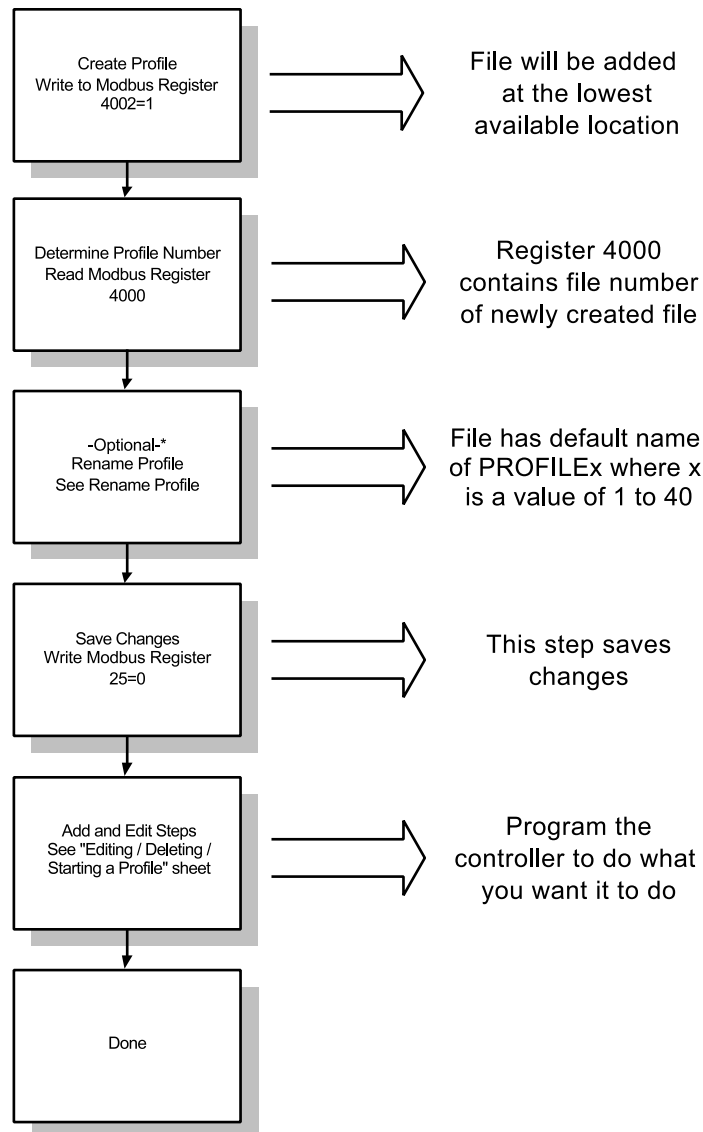 Create Profile
Write to Modbus Register
4002=1
File will be added
at the lowest
available location
Determine Profile Number
Read Modbus Register
4000
Register 4000
contains file number
of newly created file
-Optional-*
Rename Profile
See Rename Profile
File has default name
of PROFILEx where x
is a value of 1 to 40
Save Changes
Write Modbus Register
25=0
This step saves
changes
Add and Edit Steps
See "Editing / Deleting /
Starting a Profile" sheet
Program the
controller to do what
you want it to do
Done